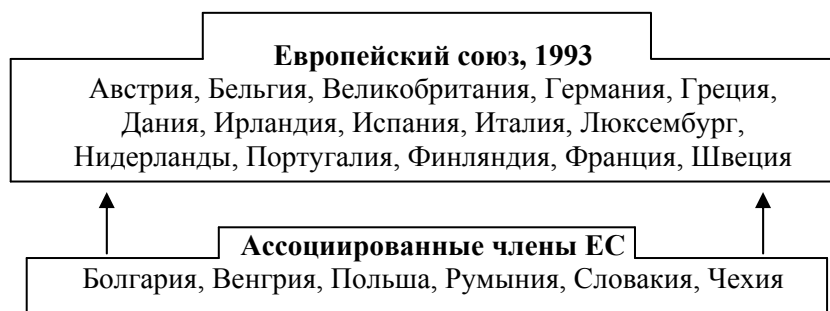 Европейский союз, 1993
Австрия, Бельгия, Великобритания, Германия, Греция,
Дания, Ирландия, Испания, Италия, Люксембург,
Нидерланды, Португалия, Финляндия, Франция, Швеция
Ассоциированные члены ЕС
Болгария, Венгрия, Польша, Румыния, Словакия, Чехия